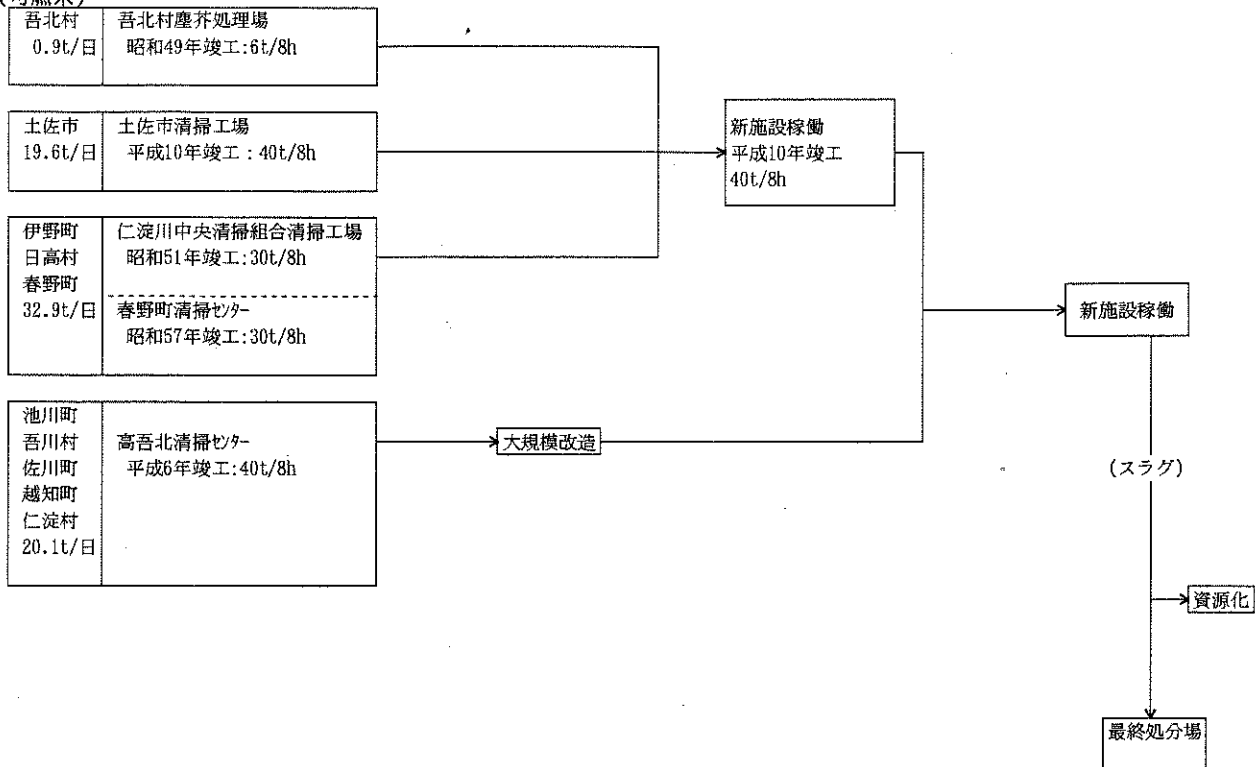 (可燃系)
吾北村
0.9t/日
吾北村塵芥処理場
昭和49年竣工:6t/8h
土佐市
19.6t/日
土佐市清掃工場
平成10年竣工:40t/8h
新施設稼働
平成10年竣工
40t/8h
伊野町
日高村
春野町
32.9t/日
仁淀川中央清掃組合清掃工場
昭和51年竣工:30t/8h
春野町清掃センター
昭和57年竣工:30t/8h
新施設稼働
池川町
吾川村
佐川町
越知町
仁淀村
20.1t/日
高吾北清掃センター
平成6年竣工:40t/8h
大規模改造
(スラグ)
資源化
最終処分場